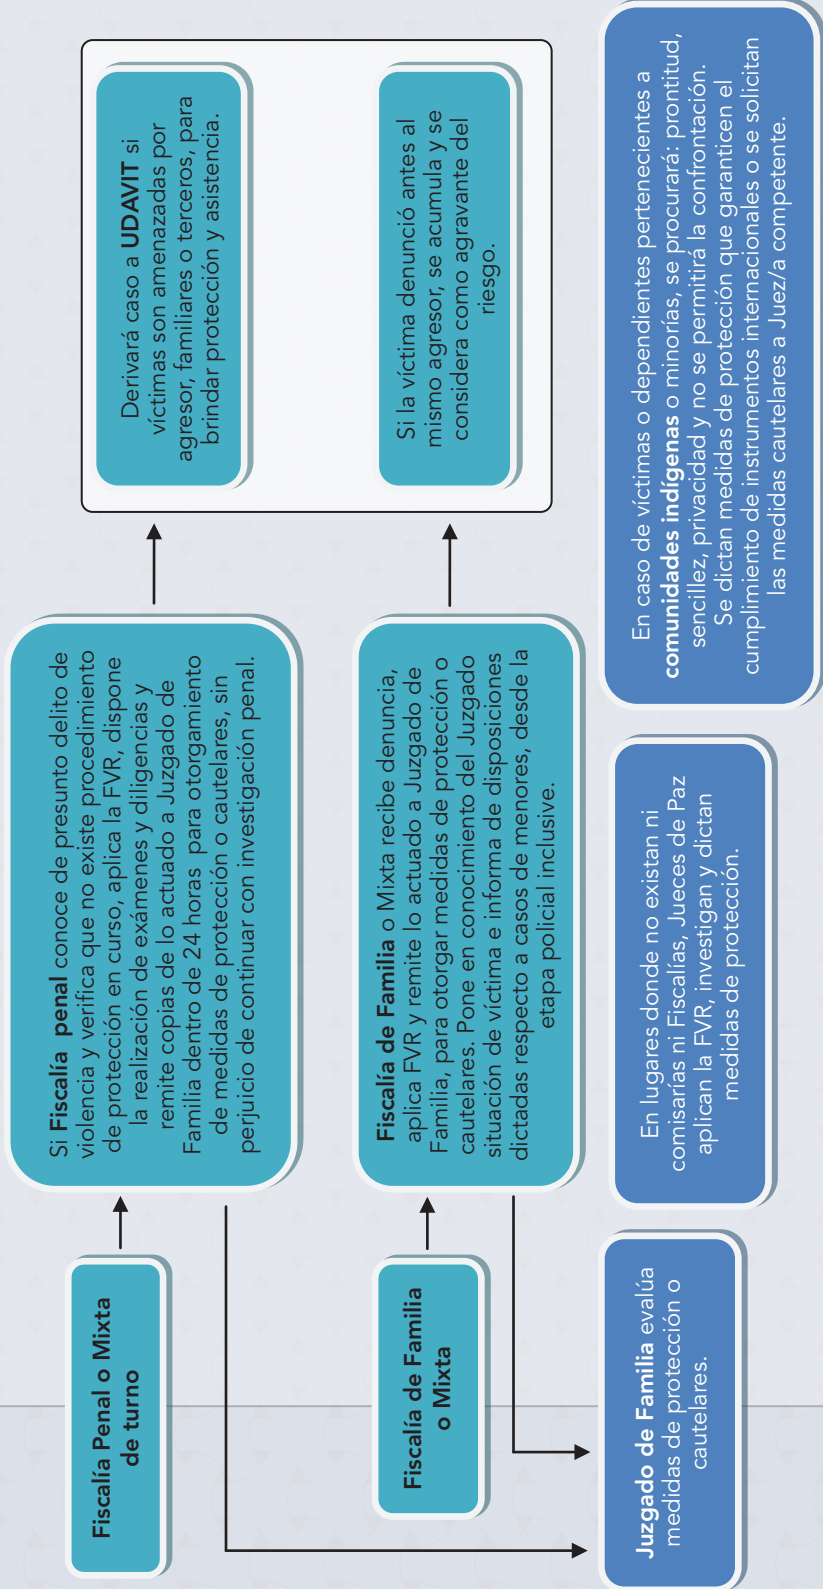 Fiscalía Penal o Mixta
de turno
Si Fiscalía penal conoce de presunto delito de
violencia y verifica que no existe procedimiento
de protección en curso, aplica la FVR, dispone
la realización de exámenes y diligencias y
remite copias de lo actuado a Juzgado de
Familia dentro de 24 horas para otorgamiento
de medidas de protección o cautelares, sin
perjuicio de continuar con investigación penal.
Derivará caso a UDAVIT si
víctimas son amenazadas por
agresor, familiares o terceros, para
brindar protección y asistencia.
Fiscalía de Familia
o Mixta
Fiscalía de Familia o Mixta recibe denuncia,
aplica FVR y remite lo actuado a Juzgado de
Familia, para otorgar medidas de protección o
cautelares. Pone en conocimiento del Juzgado
situación de víctima e informa de disposiciones
dictadas respecto a casos de menores, desde la
etapa policial inclusive.
Si la víctima denunció antes al
mismo agresor, se acumula y se
considera como agravante del
riesgo.
Juzgado de Familia evalúa
medidas de protección o
cautelares.
En lugares donde no existan ni
comisarías ni Fiscalías, Jueces de Paz
aplican la FVR, investigan y dictan
medidas de protección.
En caso de víctimas o dependientes pertenecientes a
comunidades indígenas o minorías, se procurará: prontitud,
sencillez, privacidad y no se permitirá la confrontación.
Se dictan medidas de protección que garanticen el
cumplimiento de instrumentos internacionales o se solicitan
las medidas cautelares a Juez/a competente.